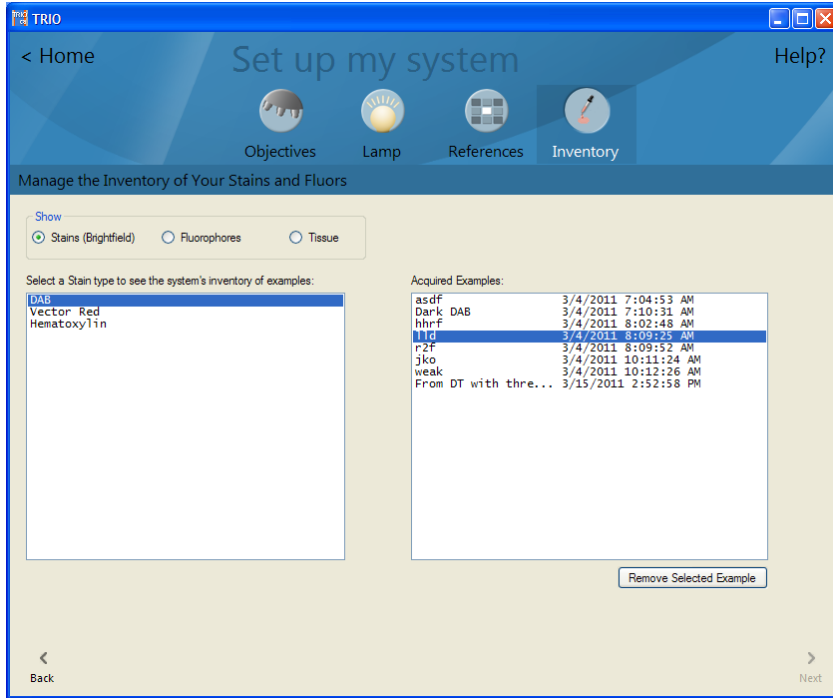 TRIO
< Home
Set up my system
Help?
Objectives
Lamp
References
Inventory
Manage the Inventory of Your Stains and Fluors
Show
Stains (Brightfield)
Fluorophores
Tissue
Select a Stain type to see the system's inventory of examples:
DAB
Vector Red
Hematoxylin
Acquired Examples:
asdf 3/4/2011 7:04:53 AM
Dark DAB 3/4/2011 7:10:31 AM
hhrf 3/4/2011 8:02:48 AM
3/4/2011 8:09:25 AM
r2f 3/4/2011 8:09:52 AM
jko 3/4/2011 10:11:24 AM
weak 3/4/2011 10:12:26 AM
From DT with thre... 3/15/2011 2:52:58 PM
Remove Selected Example
Back
Next